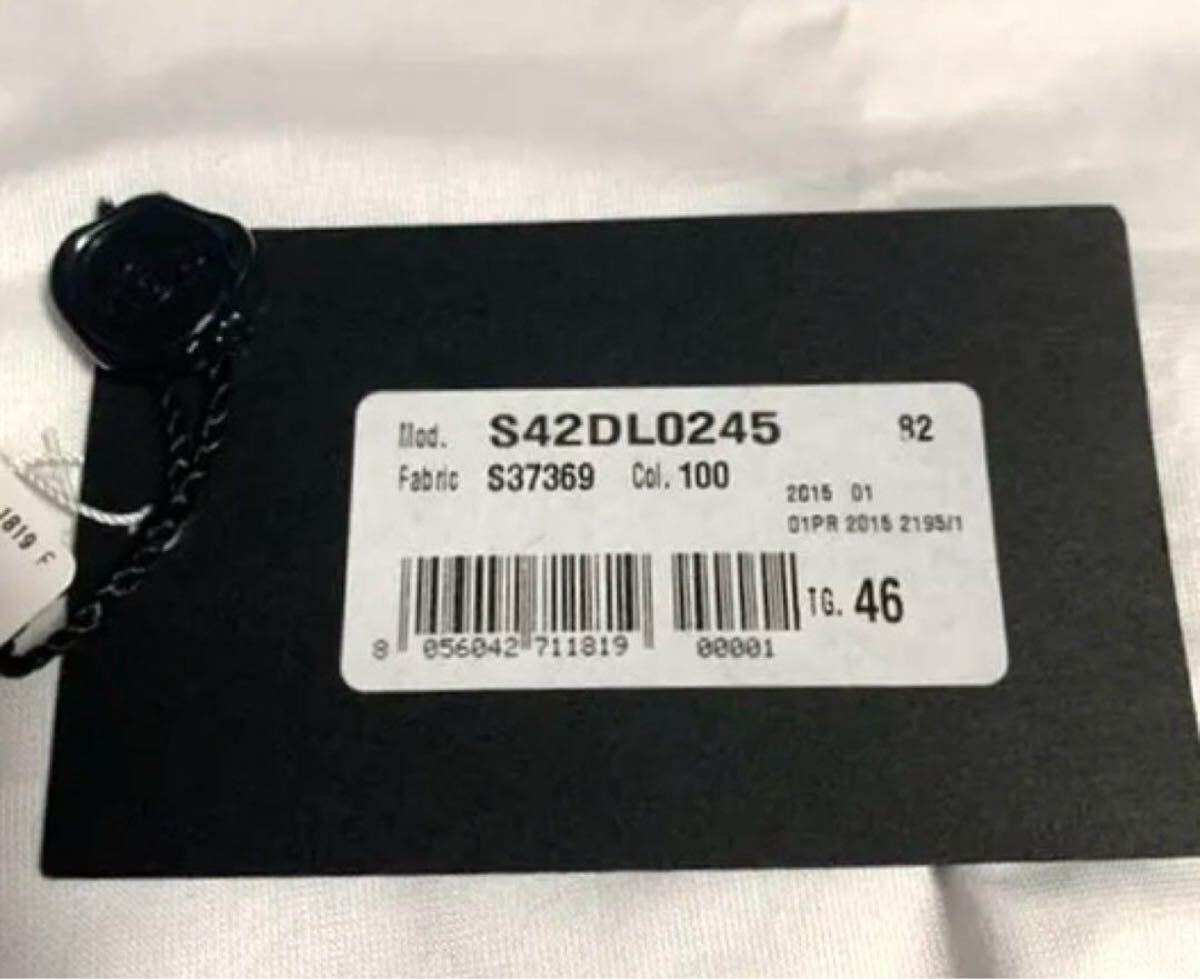 Mod. S42DL0245 82
Fabric S37369 Col. 100
2015 01
01PR 2015 2195/1
TG. 46
8 056042 711819 00001
1819 F